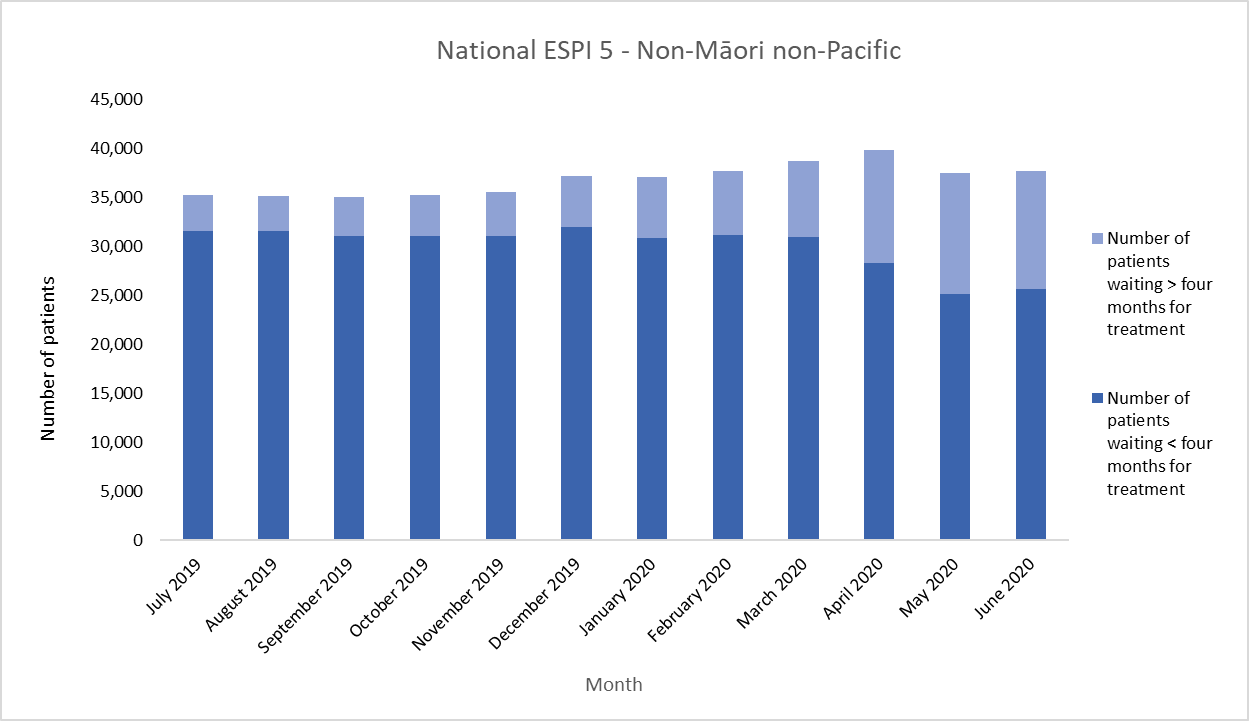 National ESPI 5 - Non-Māori non-Pacific
45,000
40,000
35,000
30,000
25,000
20,000
15,000
10,000
5,000
0
Number of patients
July 2019
August 2019
September 2019
October 2019
November 2019
December 2019
January 2020
February 2020
March 2020
April 2020
May 2020
June 2020
Month
Number of
patients
waiting > four
months for
treatment
Number of
patients
waiting < four
months for
treatment